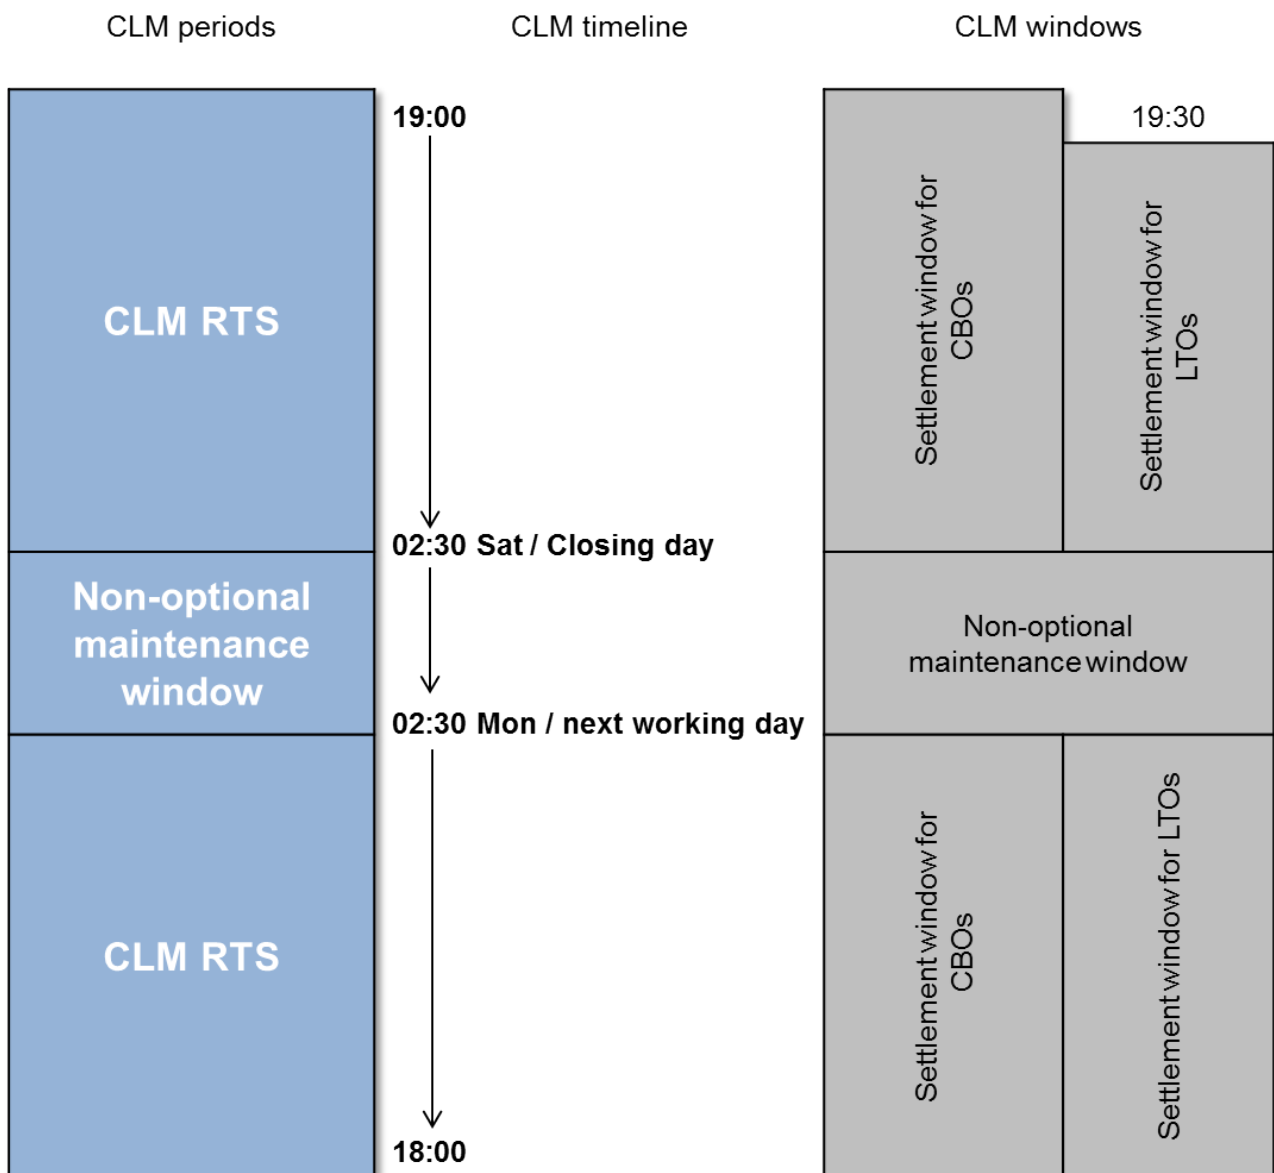 CLM periods
CLM timeline
CLM windows
19:00
19:30
CLM RTS
Settlement window for
CBOs
Settlement window for
LTOs
02:30 Sat / Closing day
Non-optional
maintenance
window
Non-optional
maintenance window
02:30 Mon / next working day
CLM RTS
Settlement window for
CBOs
Settlement window for LTOs
18:00